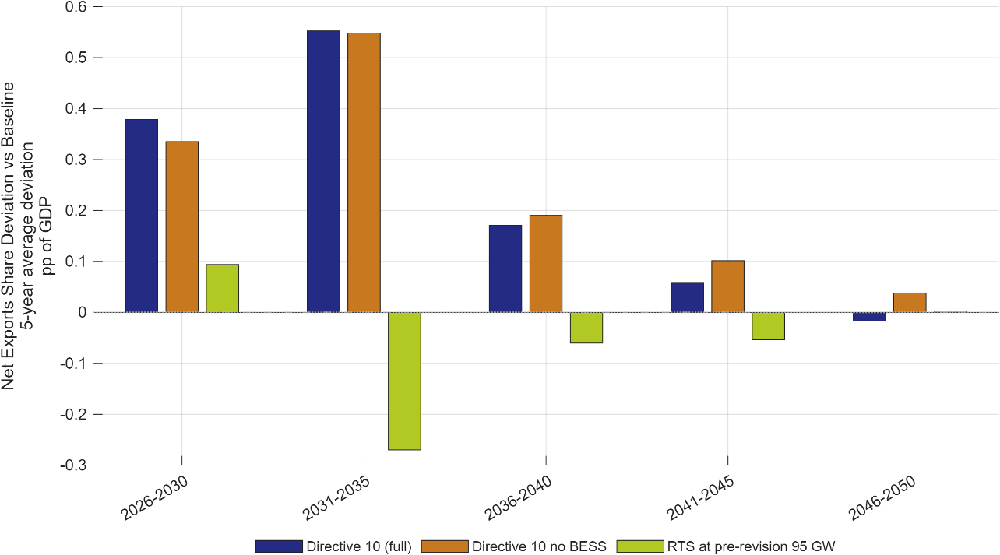 Net Exports Share Deviation vs Baseline
5-year average deviation
pp of GDP
0.6
0.5
0.4
0.3
0.2
0.1
0
-0.1
-0.2
-0.3
2026-2030
2031-2035
2036-2040
2041-2045
2046-2050
Directive 10 (full)
Directive 10 no BESS
RTS at pre-revision 95 GW